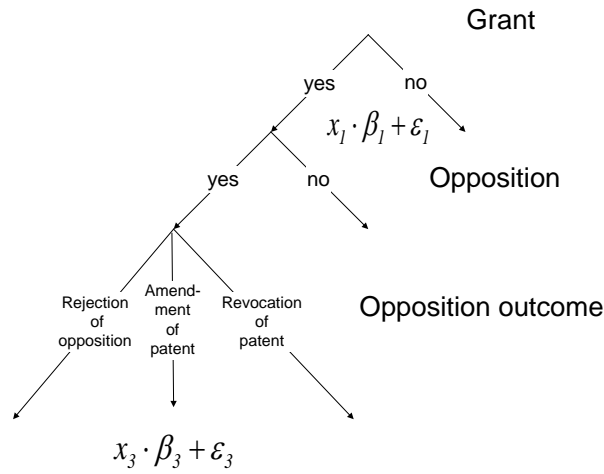 Grant
yes
no
x₁ · β₁ + ε₁
Opposition
yes
no
Rejection
of
opposition
Amend-
ment
of
patent
Revocation
of
patent
Opposition outcome
x₃ · β₃ + ε₃